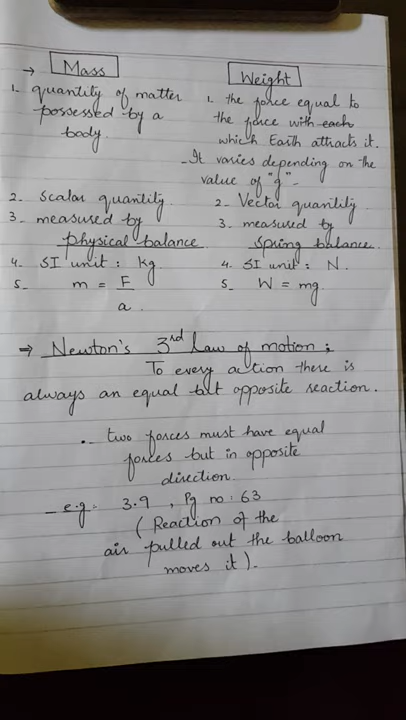 → Mass
Weight
1. quantity of matter
possessed by a
body.
1. the force equal to
the force with each
which Earth attracts it.
- It varies depending on the
value of "g" -
2- Scalar quantity.
2- Vector quantity.
3- measured by
physical balance.
3- measured by
Spring balance.
4. SI unit : kg
4. SI unit : N.
5- m = F
a.
5- W = mg.
→ Newton's 3rd Law of motion ;
To every action there is
always an equal but opposite reaction.
•- two forces must have equal
forces but in opposite
direction.
- e.g:- 3.9 , Pg no: 63
( Reaction of the
air pulled out the balloon
moves it ).